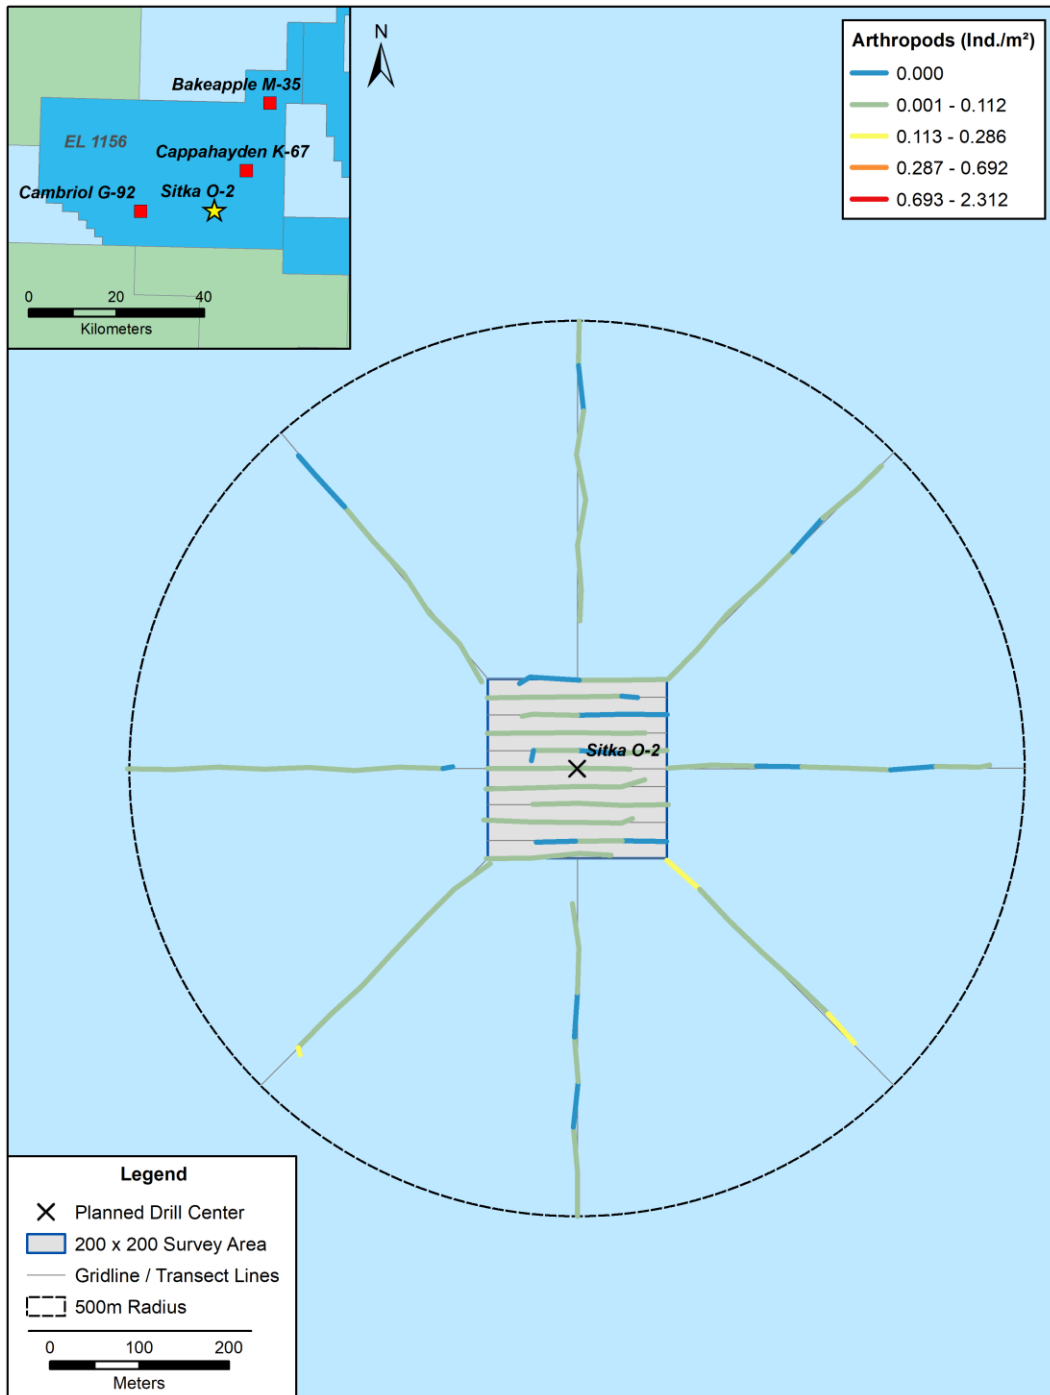 Bakeapple M-35
EL 1156
Cappahayden K-67
Cambriol G-92
Sitka O-2
0 20 40
Kilometers
N
Arthropods (Ind./m²)
0.000
0.001 - 0.112
0.113 - 0.286
0.287 - 0.692
0.693 - 2.312
Sitka O-2
Legend
Planned Drill Center
200 x 200 Survey Area
Gridline / Transect Lines
500m Radius
0 100 200
Meters